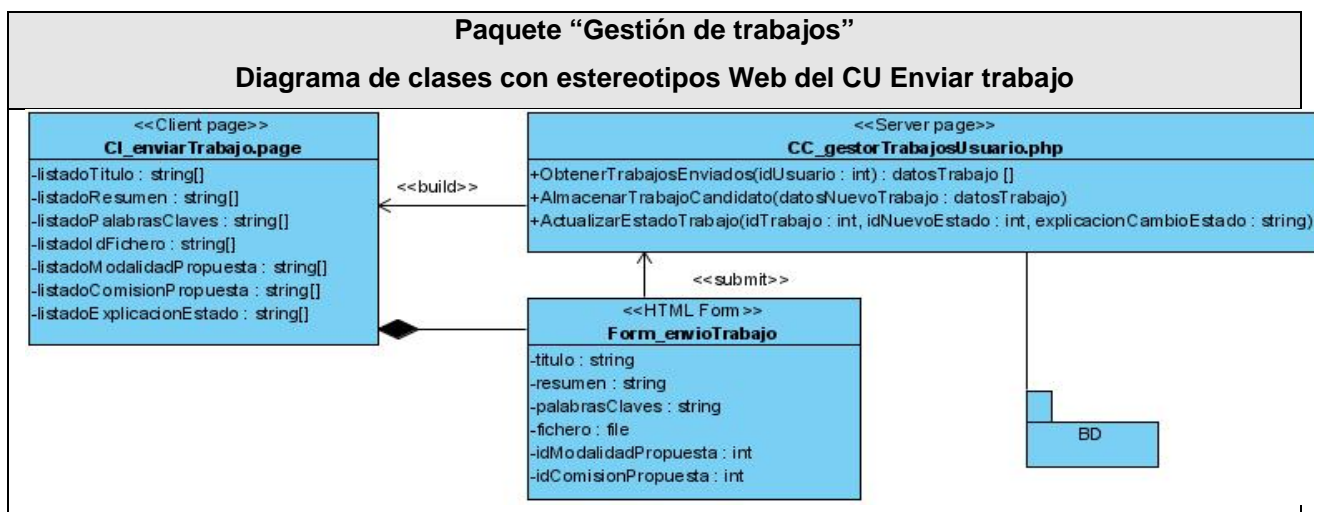 Paquete “Gestión de trabajos”
Diagrama de clases con estereotipos Web del CU Enviar trabajo
<<Client page>>
CI_enviarTrabajo.page
-listadoTitulo : string[]
-listadoResumen : string[]
-listadoPalabrasClaves : string[]
-listadoIdFichero : string[]
-listadoModalidadPropuesta : string[]
-listadoComisionPropuesta : string[]
-listadoExplicacionEstado : string[]
<<build>>
<<Server page>>
CC_gestorTrabajosUsuario.php
+ObtenerTrabajosEnviados(idUsuario : int) : datosTrabajo []
+AlmacenarTrabajoCandidato(datosNuevoTrabajo : datosTrabajo)
+ActualizarEstadoTrabajo(idTrabajo : int, idNuevoEstado : int, explicacionCambioEstado : string)
<<submit>>
<<HTML Form>>
Form_envioTrabajo
-titulo : string
-resumen : string
-palabrasClaves : string
-fichero : file
-idModalidadPropuesta : int
-idComisionPropuesta : int
BD